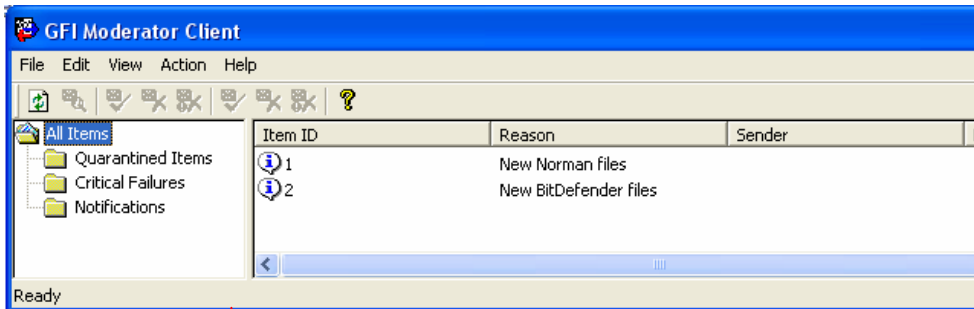 GFI Moderator Client
File Edit View Action Help
All Items
Quarantined Items
Critical Failures
Notifications
Item ID Reason Sender
1 New Norman files
2 New BitDefender files
Ready